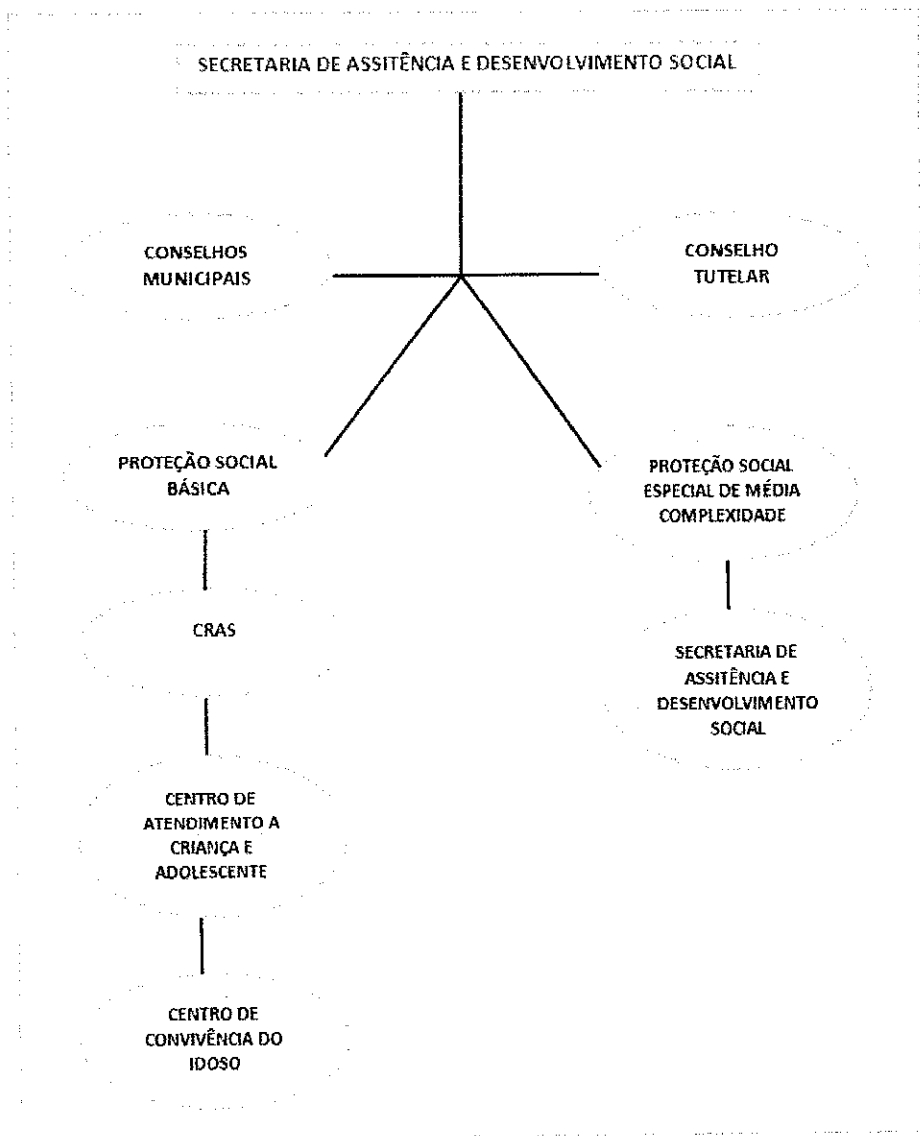 SECRETARIA DE ASSITÊNCIA E DESENVOLVIMENTO SOCIAL
CONSELHOS
MUNICIPAIS
CONSELHO
TUTELAR
PROTEÇÃO SOCIAL
BÁSICA
PROTEÇÃO SOCIAL
ESPECIAL DE MÉDIA
COMPLEXIDADE
CRAS
SECRETARIA DE
ASSITÊNCIA E
DESENVOLVIMENTO
SOCIAL
CENTRO DE
ATENDIMENTO A
CRIANÇA E
ADOLESCENTE
CENTRO DE
CONVIVÊNCIA DO
IDOSO